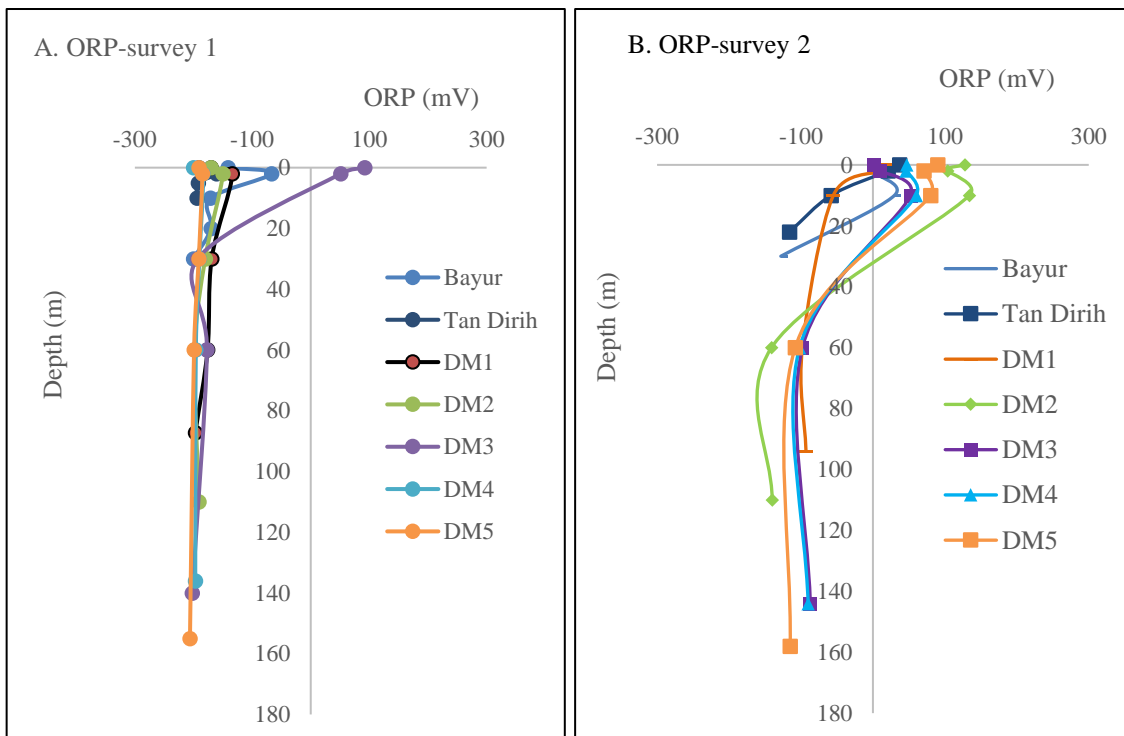 A. ORP-survey 1
ORP (mV)
-300 -100 100 300
0
20
40
60
80
100
120
140
160
180
Depth (m)
Bayur
Tan Dirih
DM1
DM2
DM3
DM4
DM5
B. ORP-survey 2
ORP (mV)
-300 -100 100 300
0
20
40
60
80
100
120
140
160
180
Depth (m)
Bayur
Tan Dirih
DM1
DM2
DM3
DM4
DM5